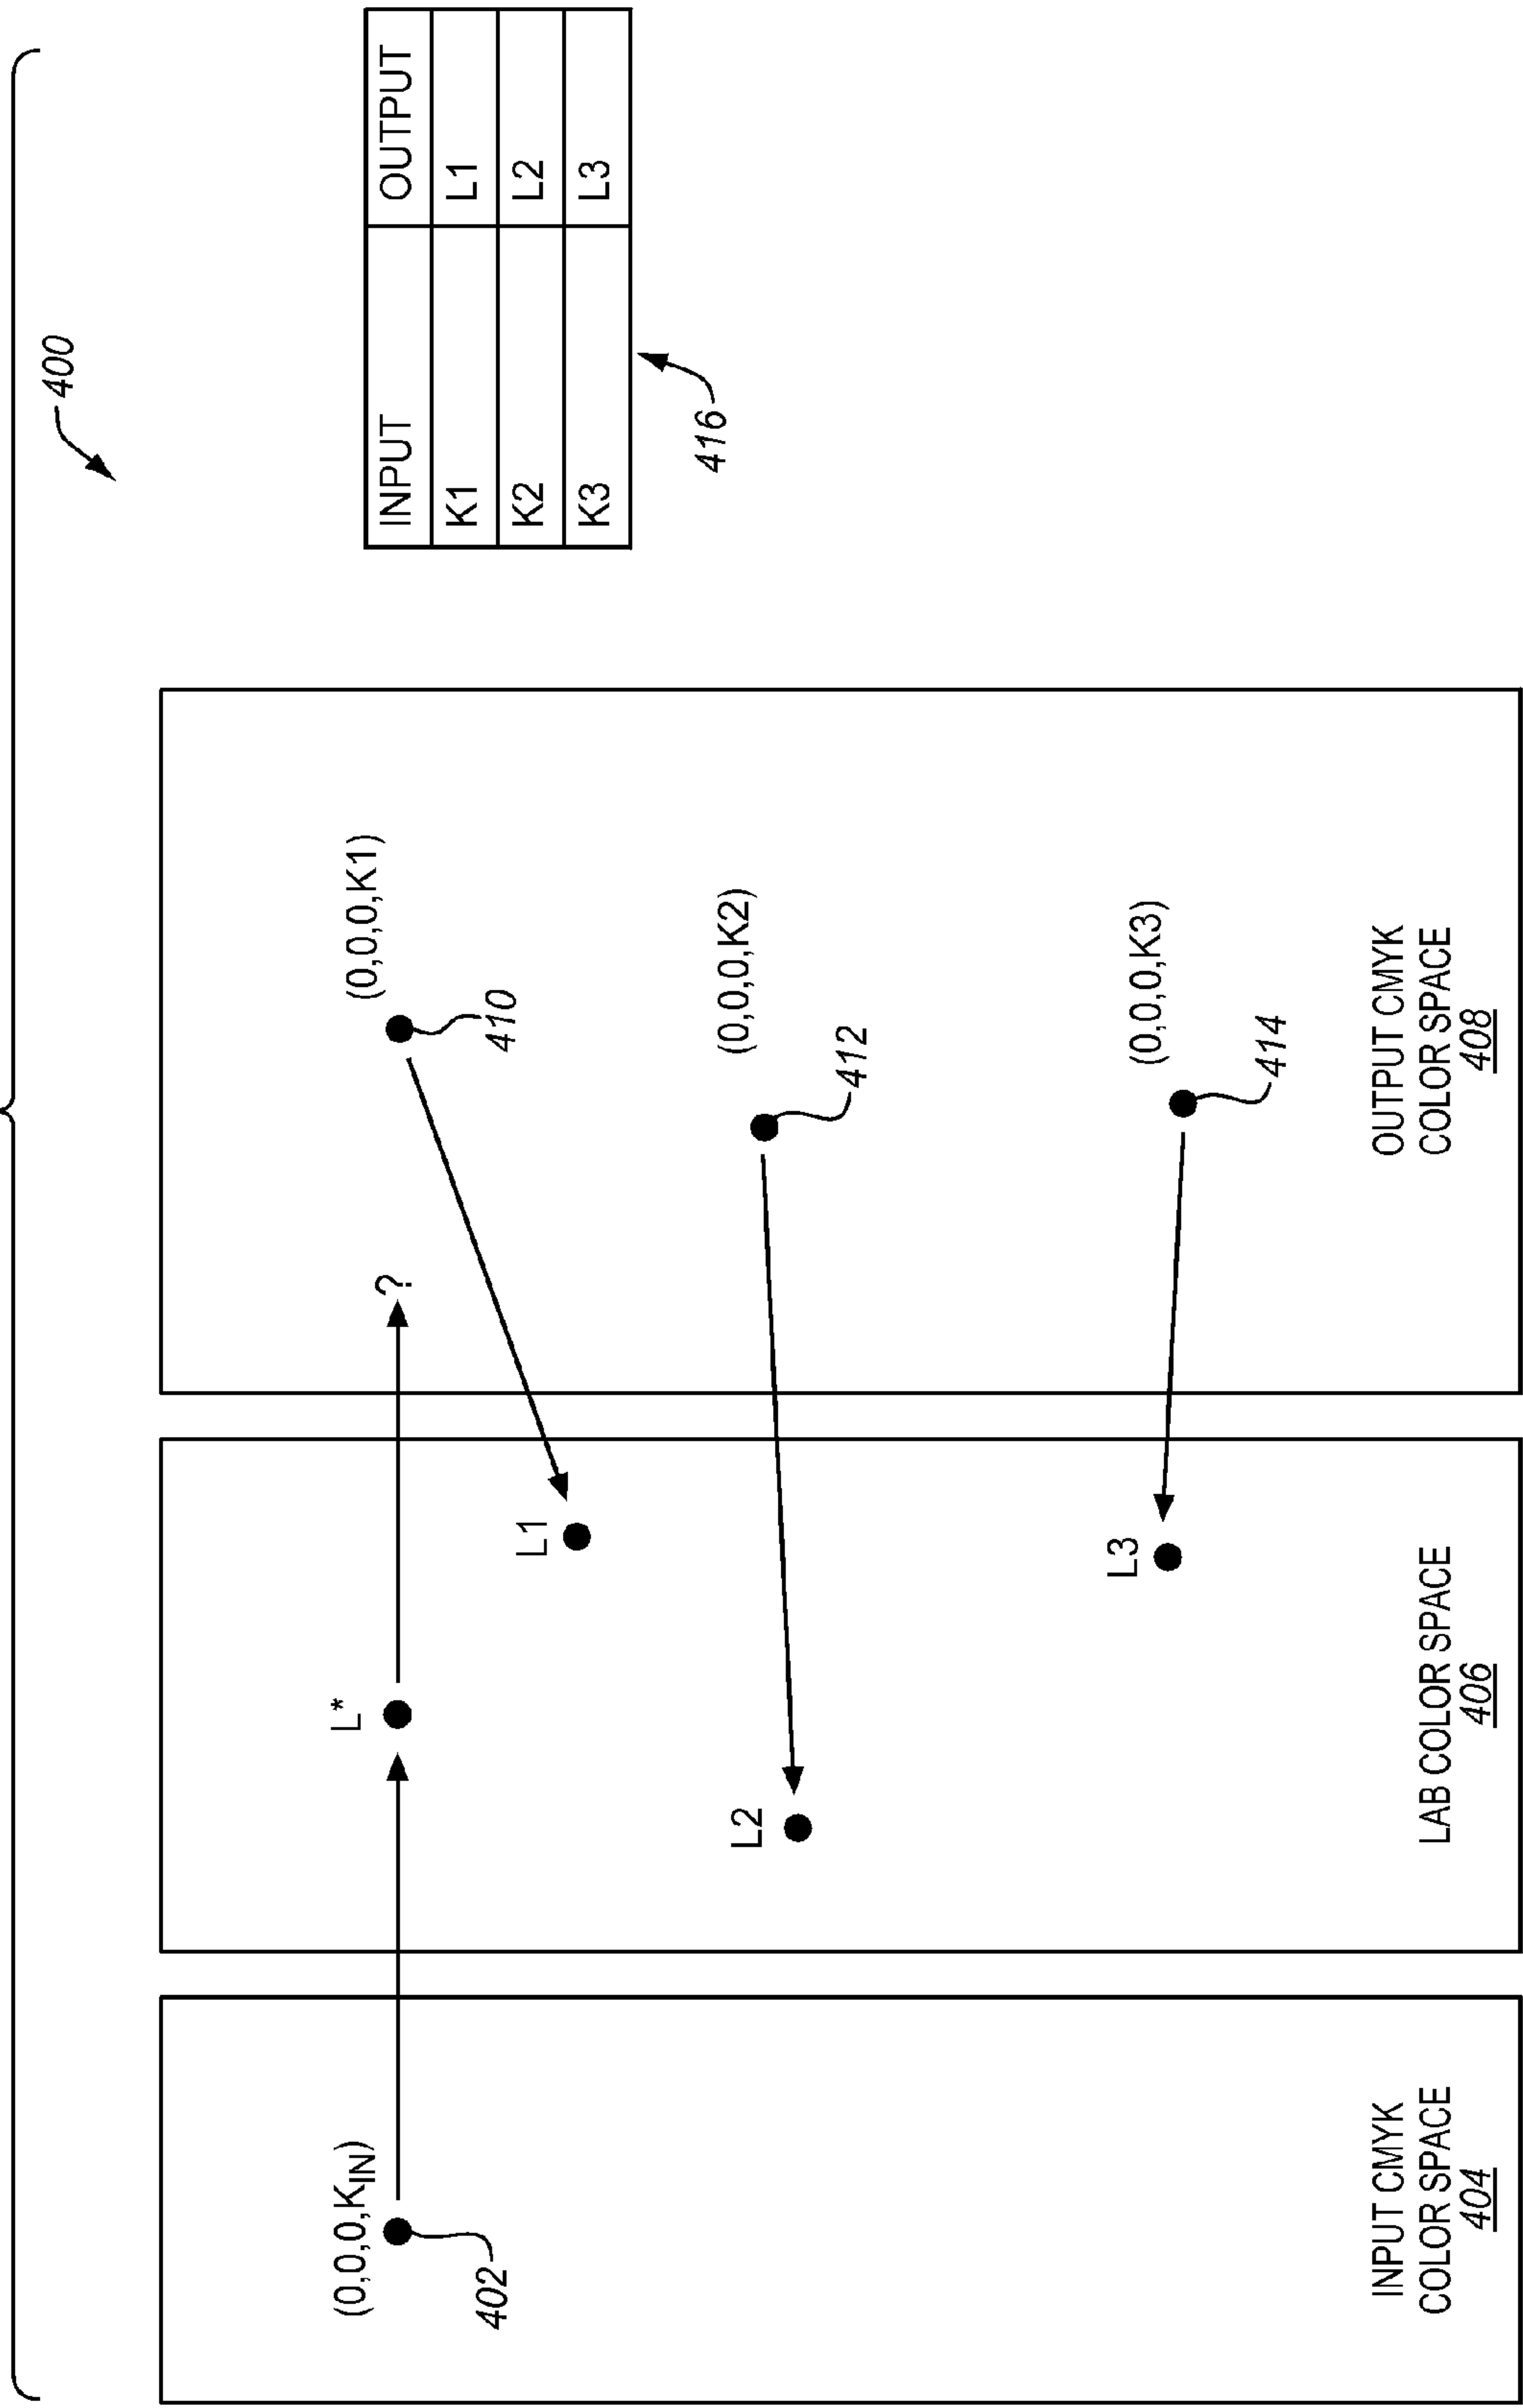 400
(0,0,0,KIN)
402
INPUT CMYK
COLOR SPACE
404
L*
L1
L2
L3
LAB COLOR SPACE
406
?
(0,0,0,K1)
410
(0,0,0,K2)
412
(0,0,0,K3)
414
OUTPUT CMYK
COLOR SPACE
408
INPUT OUTPUT
K1 L1
K2 L2
K3 L3
416